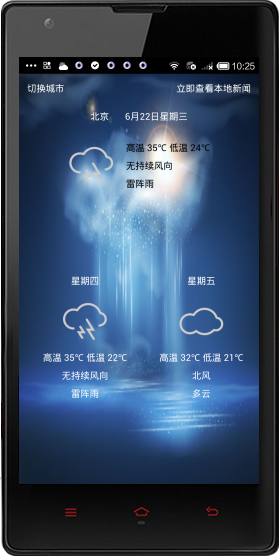 10:25
切换城市 立即查看本地新闻
北京 6月22日星期三
高温 35℃ 低温 24℃
无持续风向
雷阵雨
星期四 星期五
高温 35℃ 低温 22℃ 高温 32℃ 低温 21℃
无持续风向 北风
雷阵雨 多云